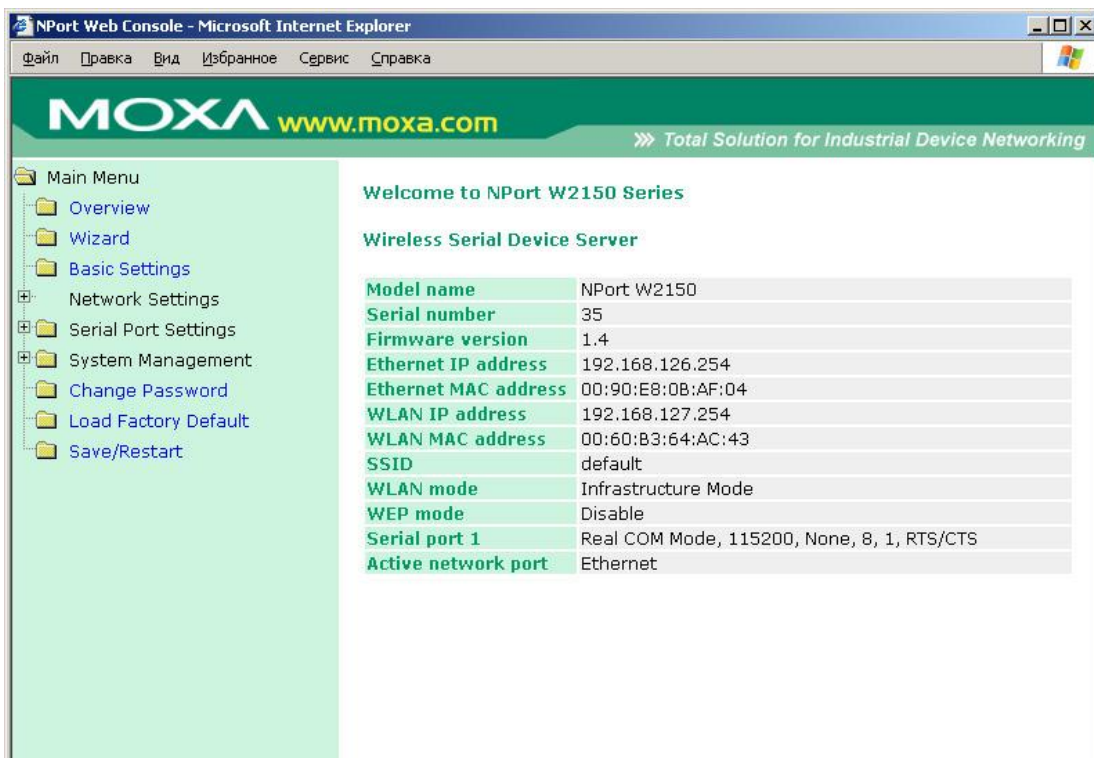 NPort Web Console - Microsoft Internet Explorer
Файл Правка Вид Избранное Сервис Справка
MOXA www.moxa.com
Total Solution for Industrial Device Networking
Main Menu
Overview
Wizard
Basic Settings
Network Settings
Serial Port Settings
System Management
Change Password
Load Factory Default
Save/Restart
Welcome to NPort W2150 Series
Wireless Serial Device Server
Model name NPort W2150
Serial number 35
Firmware version 1.4
Ethernet IP address 192.168.126.254
Ethernet MAC address 00:90:E8:0B:AF:04
WLAN IP address 192.168.127.254
WLAN MAC address 00:60:B3:64:AC:43
SSID default
WLAN mode Infrastructure Mode
WEP mode Disable
Serial port 1 Real COM Mode, 115200, None, 8, 1, RTS/CTS
Active network port Ethernet